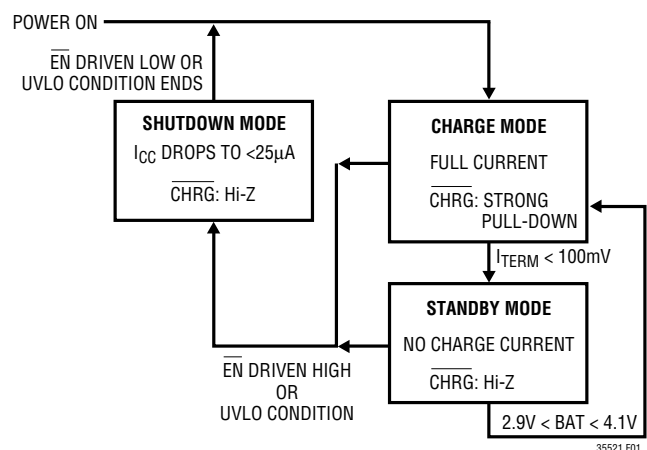 POWER ON
EN DRIVEN LOW OR
UVLO CONDITION ENDS
SHUTDOWN MODE
ICC DROPS TO <25µA
CHRG: Hi-Z
CHARGE MODE
FULL CURRENT
CHRG: STRONG
PULL-DOWN
ITERM < 100mV
STANDBY MODE
NO CHARGE CURRENT
CHRG: Hi-Z
EN DRIVEN HIGH
OR
UVLO CONDITION
2.9V < BAT < 4.1V
35521 F01